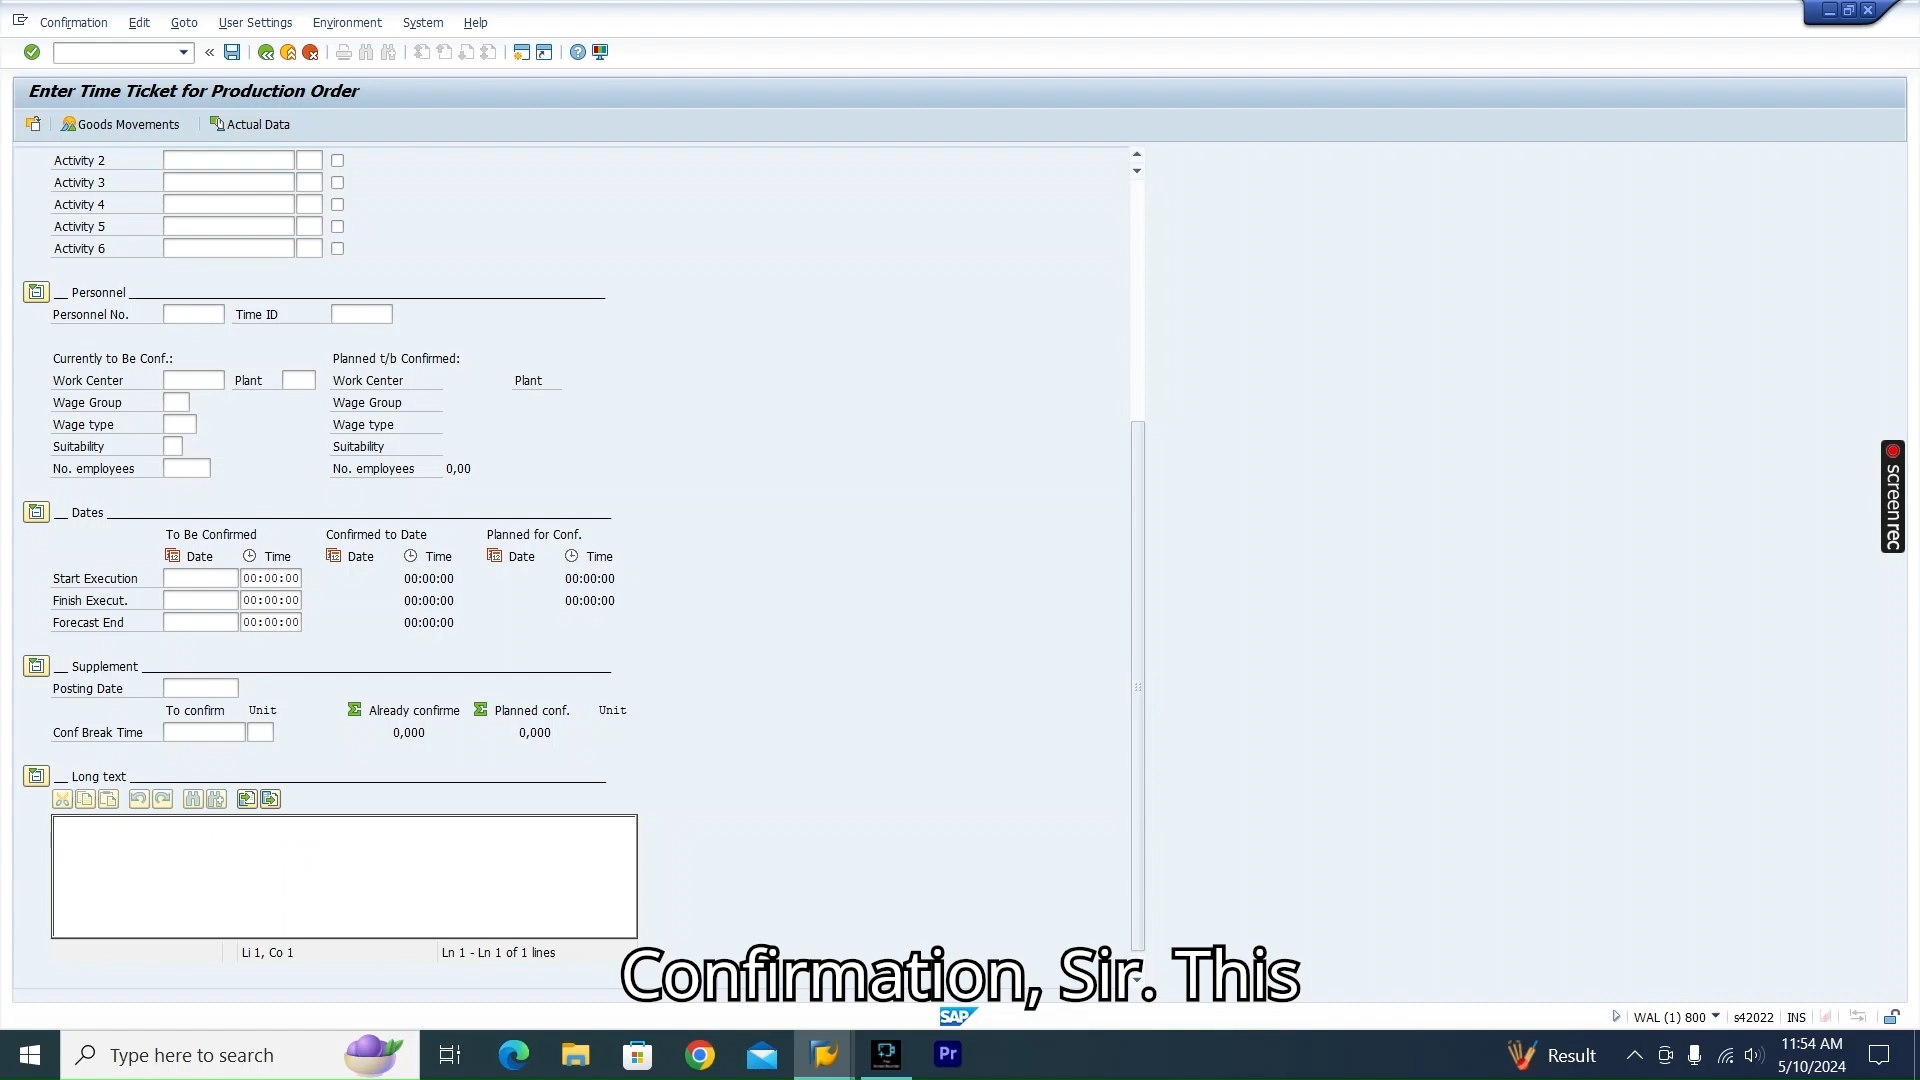 Confirmation Edit Goto User Settings Environment System Help
Enter Time Ticket for Production Order
Goods Movements Actual Data
Activity 2
Activity 3
Activity 4
Activity 5
Activity 6
Personnel
Personnel No. Time ID
Currently to Be Conf.: Planned t/b Confirmed:
Work Center Plant Work Center Plant
Wage Group Wage Group
Wage type Wage type
Suitability Suitability
No. employees No. employees 0,00
Dates
To Be Confirmed Confirmed to Date Planned for Conf.
Date Time Date Time Date Time
Start Execution 00:00:00 00:00:00 00:00:00
Finish Execut. 00:00:00 00:00:00 00:00:00
Forecast End 00:00:00 00:00:00
Supplement
Posting Date
To confirm Unit Already confirme Planned conf. Unit
Conf Break Time 0,000 0,000
Long text
Li 1, Co 1 Ln 1 - Ln 1 of 1 lines
Confirmation, Sir. This
SAP WAL (1) 800 s42022 INS
screenrec
Type here to search Pr Result 11:54 AM
5/10/2024